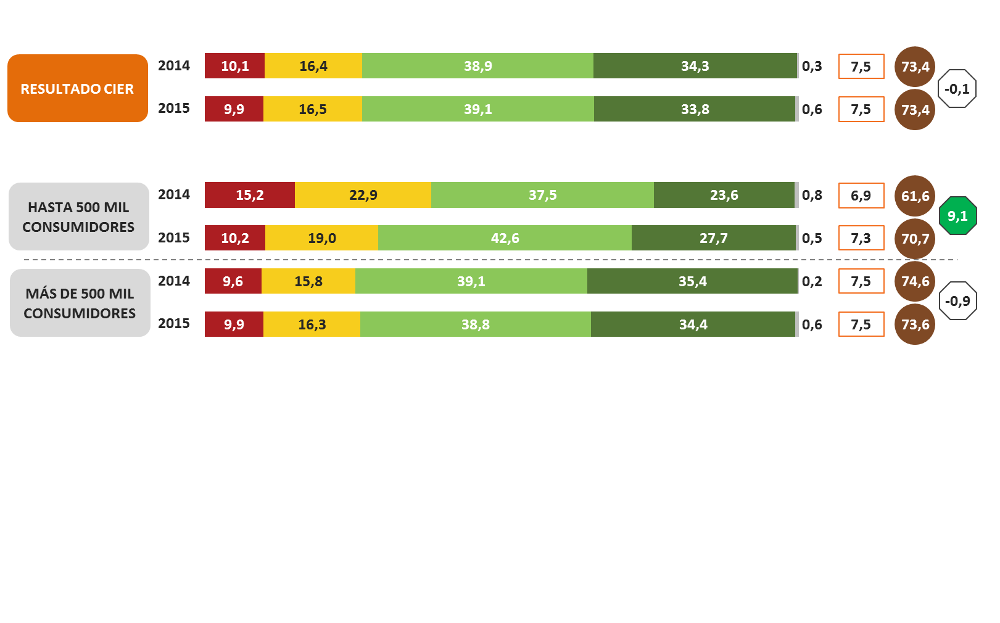 2014 10,1 16,4 38,9 34,3 0,3 7,5 73,4
RESULTADO CIER -0,1
2015 9,9 16,5 39,1 33,8 0,6 7,5 73,4
2014 15,2 22,9 37,5 23,6 0,8 6,9 61,6
HASTA 500 MIL
CONSUMIDORES 9,1
2015 10,2 19,0 42,6 27,7 0,5 7,3 70,7
2014 9,6 15,8 39,1 35,4 0,2 7,5 74,6
MÁS DE 500 MIL
CONSUMIDORES -0,9
2015 9,9 16,3 38,8 34,4 0,6 7,5 73,6